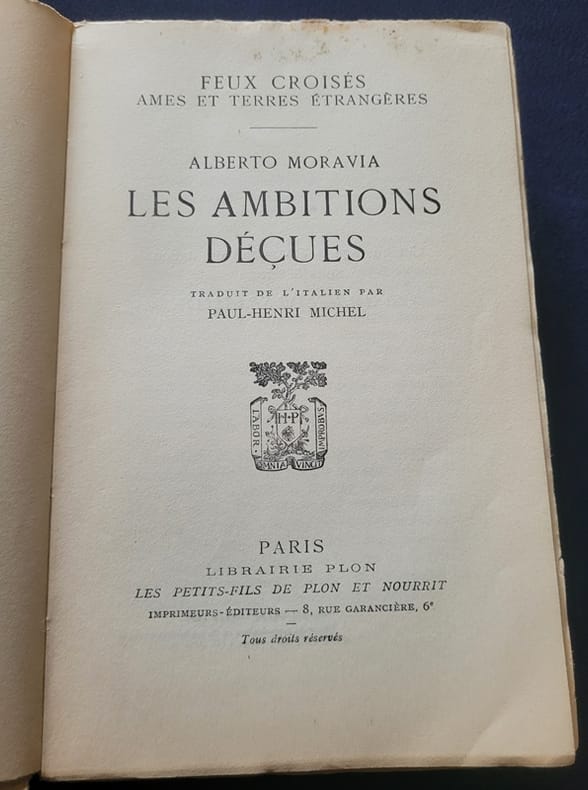 FEUX CROISÉS
AMES ET TERRES ÉTRANGÈRES
ALBERTO MORAVIA
LES AMBITIONS
DÉÇUES
TRADUIT DE L'ITALIEN PAR
PAUL-HENRI MICHEL
H·P
LABOR · OMNIA VINCIT IMPROBVS
PARIS
LIBRAIRIE PLON
LES PETITS-FILS DE PLON ET NOURRIT
IMPRIMEURS-ÉDITEURS — 8, RUE GARANCIÈRE, 6e
Tous droits réservés